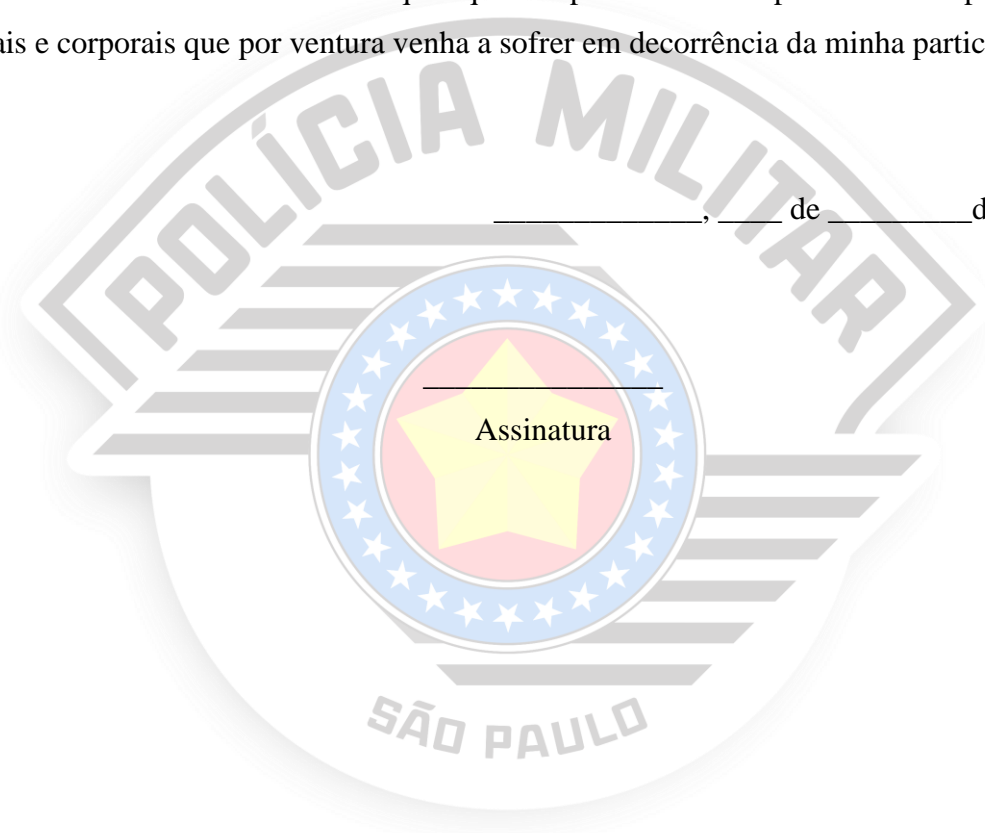 ais e corporais que por ventura venha a sofrer em decorrência da minha partic
POLÍCIA MILITAR
_____________, ____ de _________d
_______________
Assinatura
SÃO PAULO